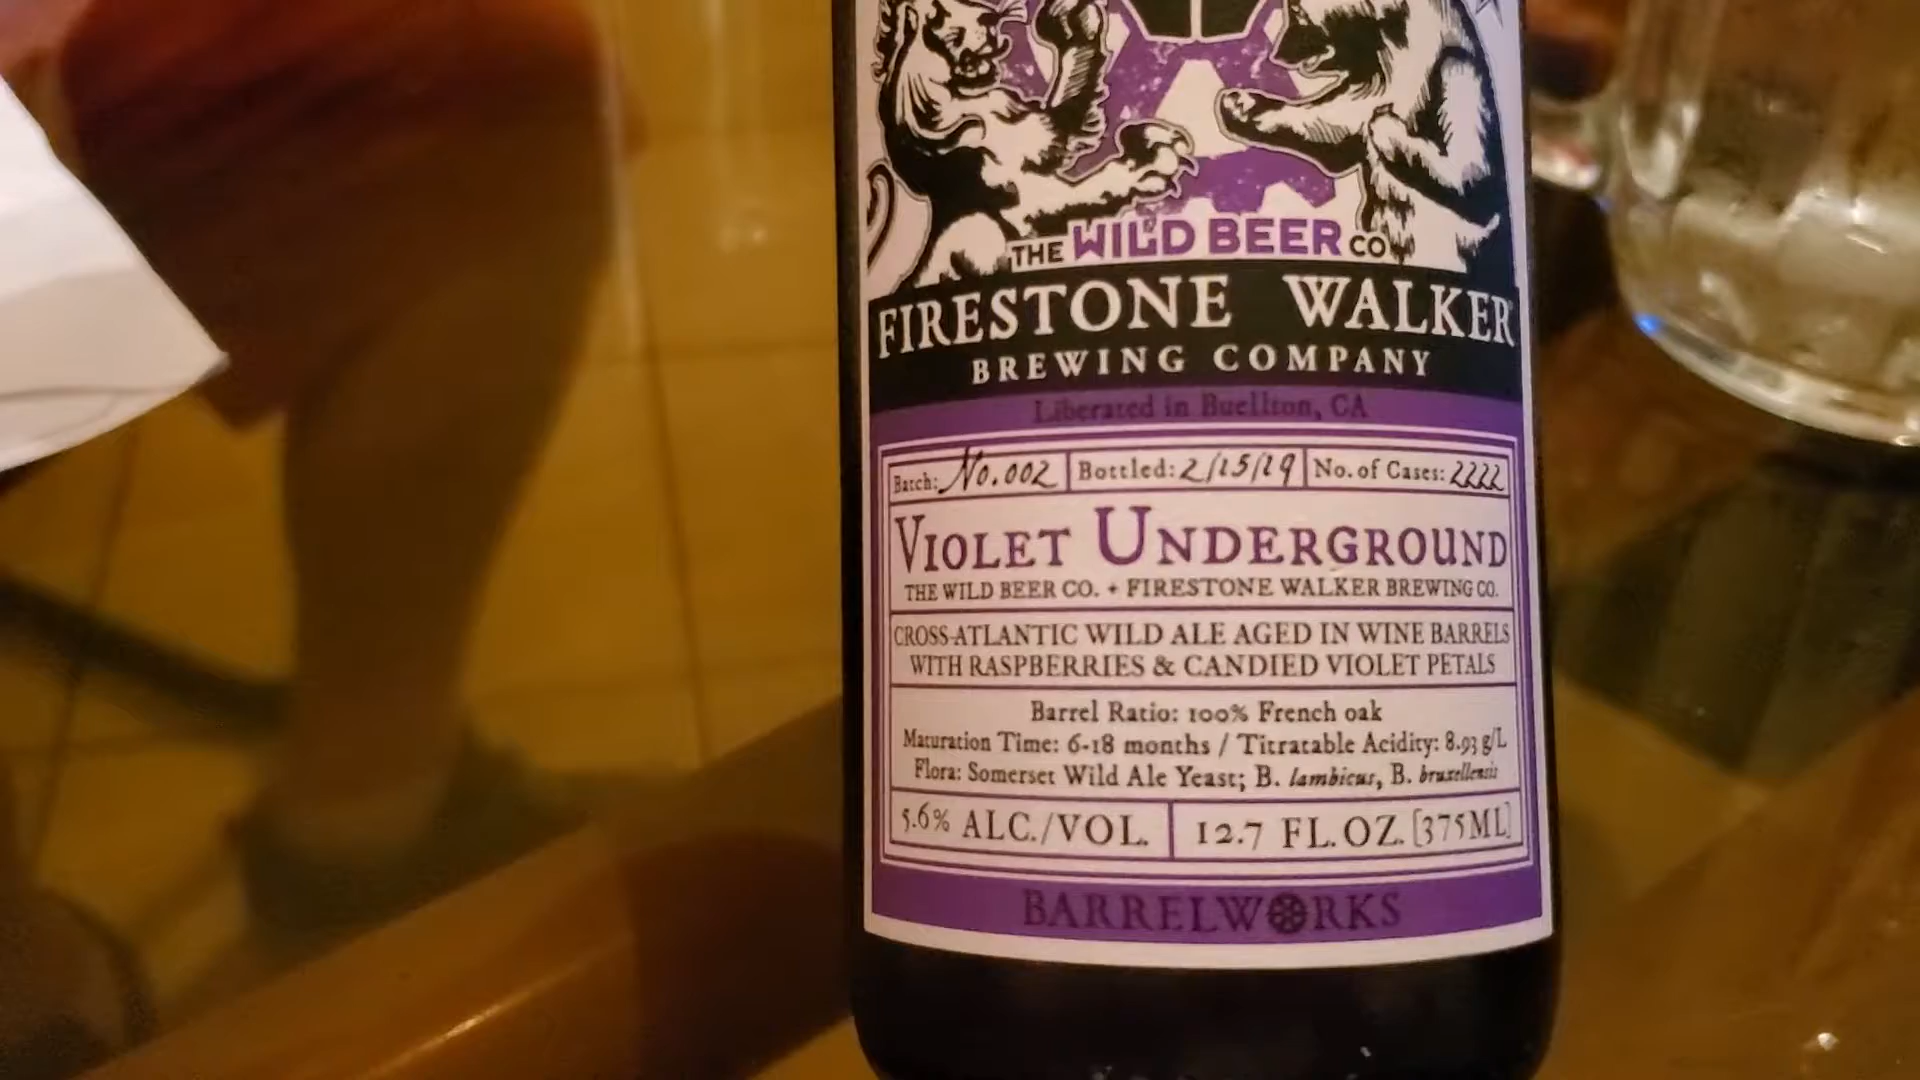 THE WILD BEER CO
FIRESTONE WALKER
BREWING COMPANY
Liberated in Buellton, CA
Batch: No. 002 Bottled: 2/15/19 No. of Cases: 2222
VIOLET UNDERGROUND
THE WILD BEER CO. + FIRESTONE WALKER BREWING CO.
CROSS-ATLANTIC WILD ALE AGED IN WINE BARRELS
WITH RASPBERRIES & CANDIED VIOLET PETALS
Barrel Ratio: 100% French oak
Maturation Time: 6-18 months / Titratable Acidity: 8.93 g/L
Flora: Somerset Wild Ale Yeast; B. lambicus, B. bruxellensis
5.6% ALC./VOL. 12.7 FL.OZ. [375ML]
BARRELWORKS